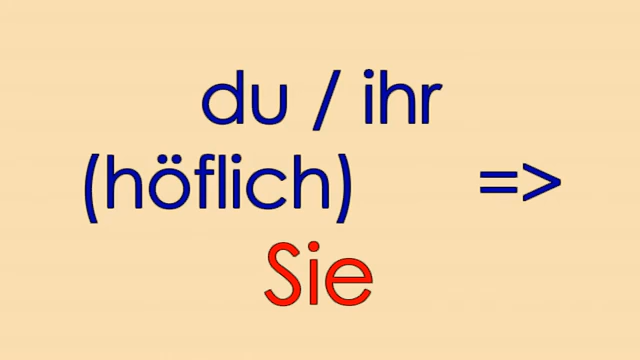 du / ihr
(höflich) =>
Sie